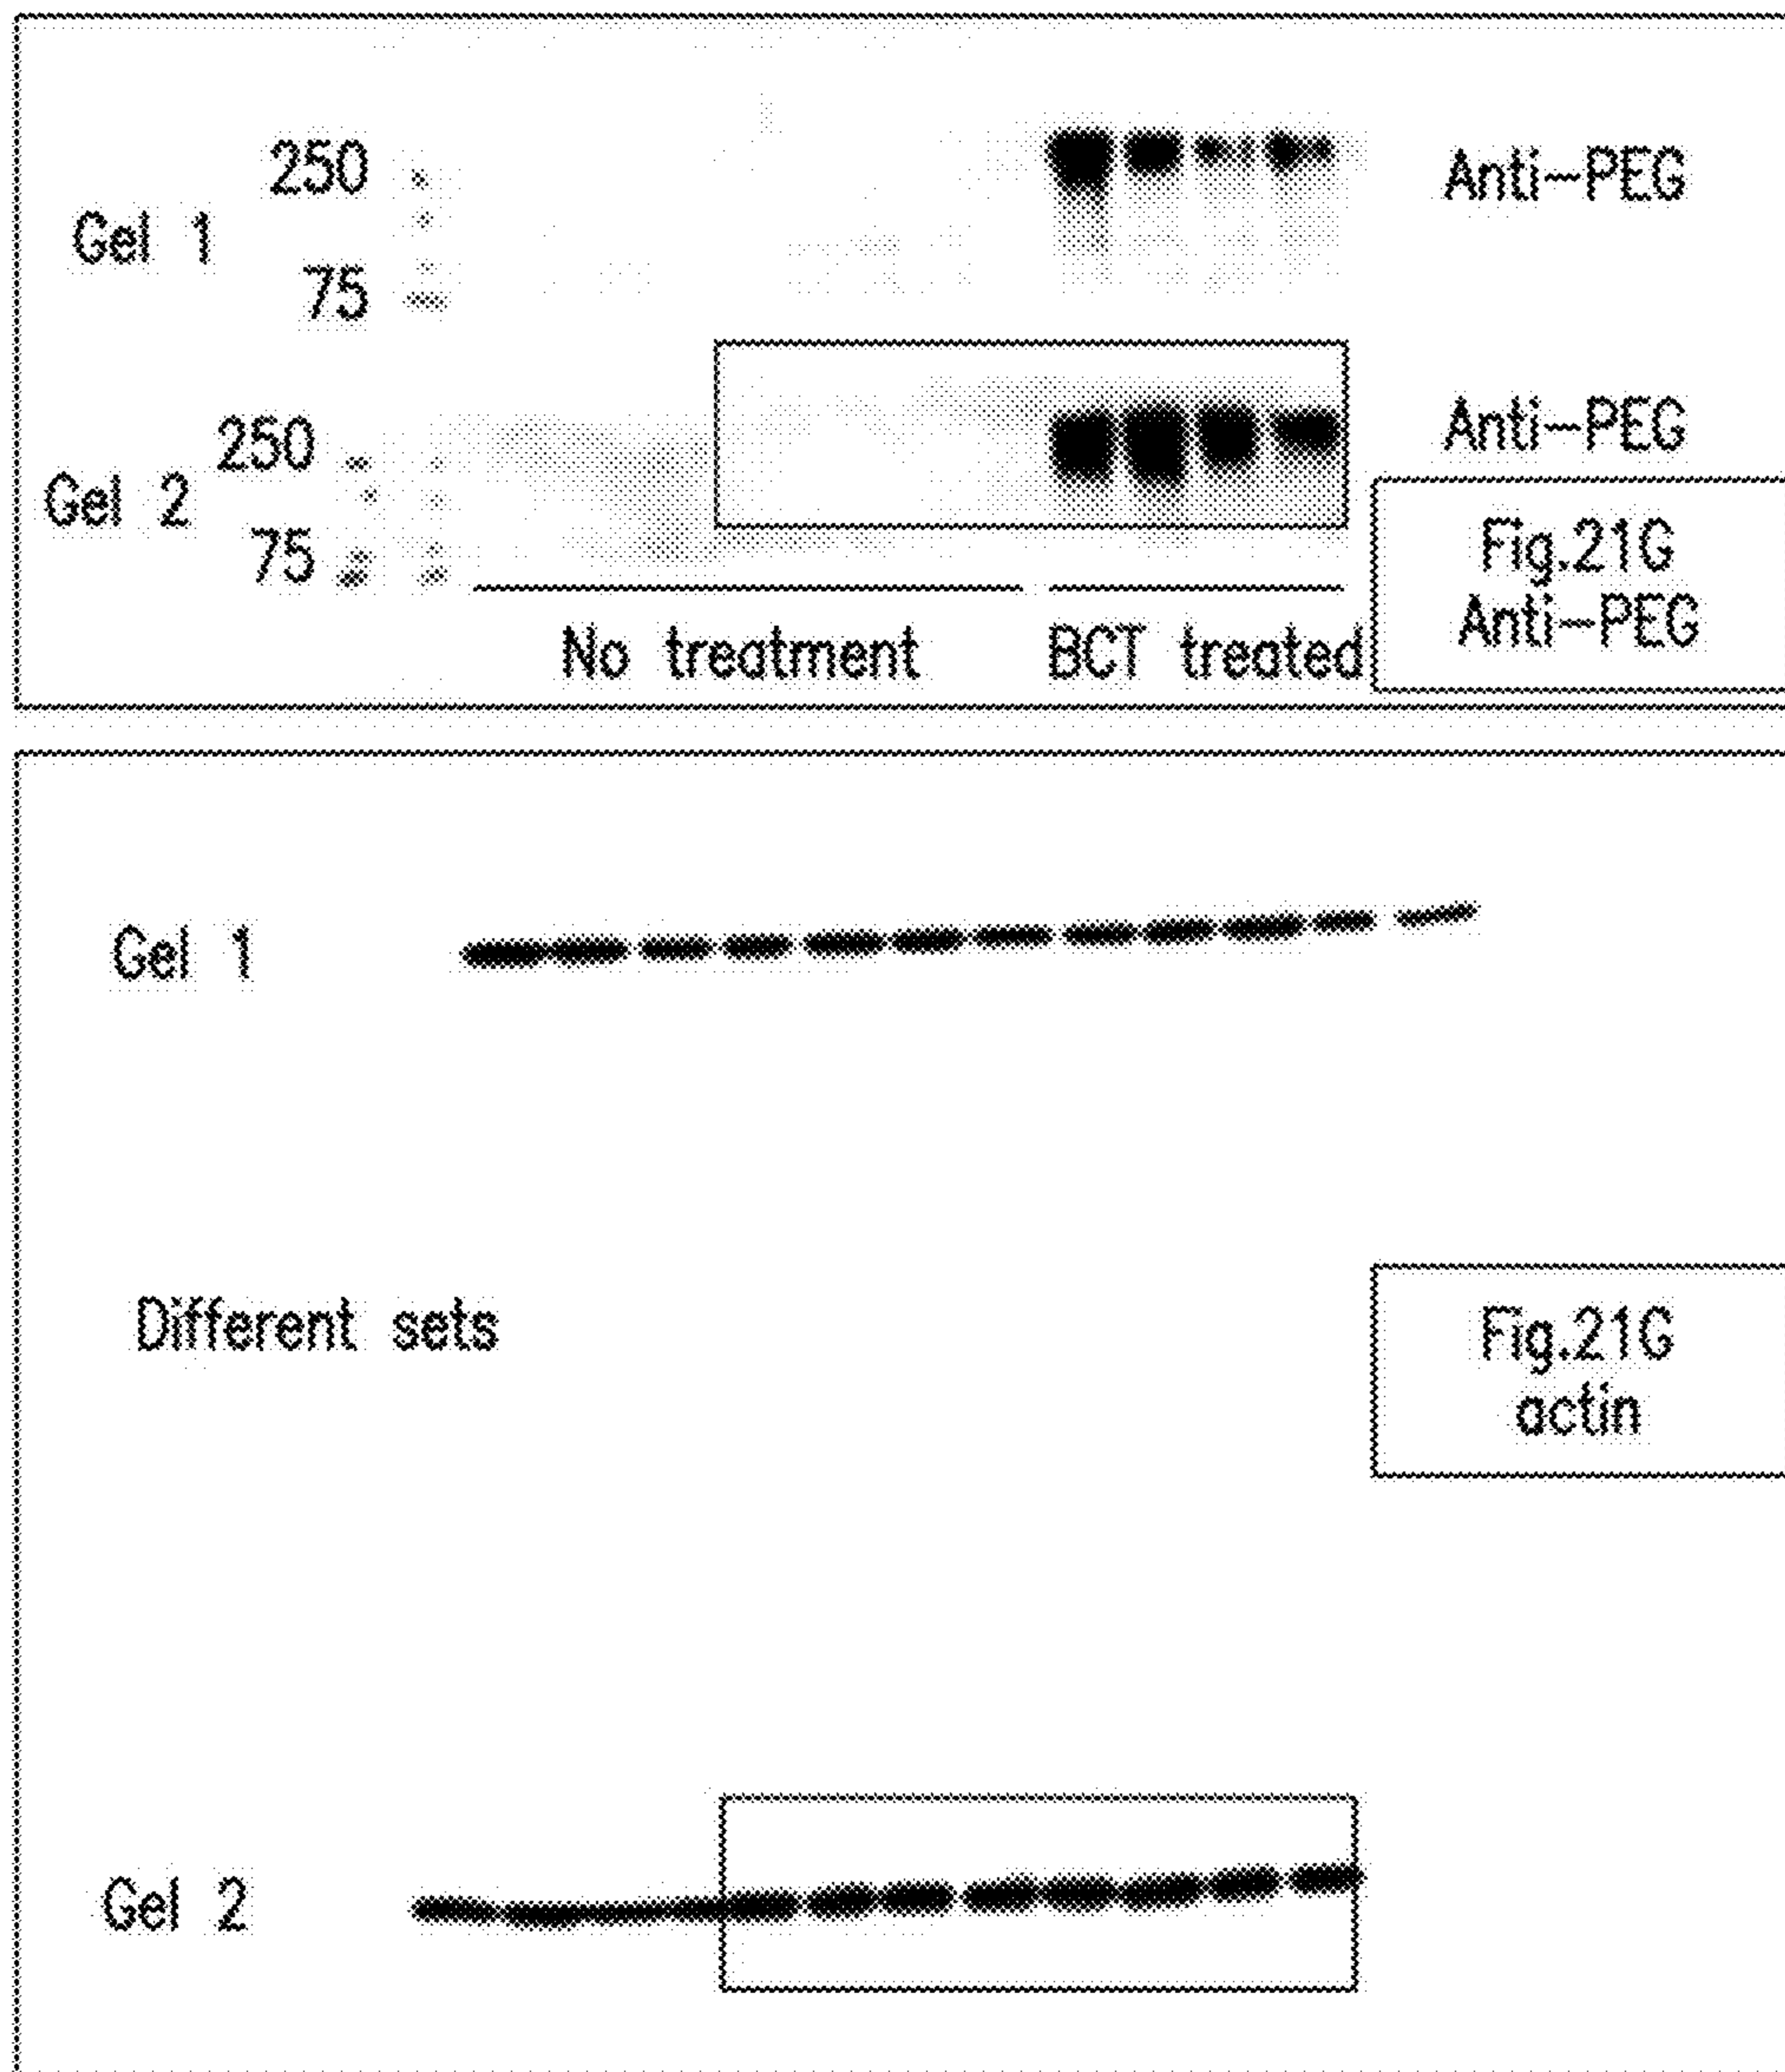 250
Anti-PEG
Gel 1
75
250
Anti-PEG
Gel 2
75
Fig.21G
Anti-PEG
No treatment
BCT treated
Gel 1
Different sets
Fig.21G
actin
Gel 2